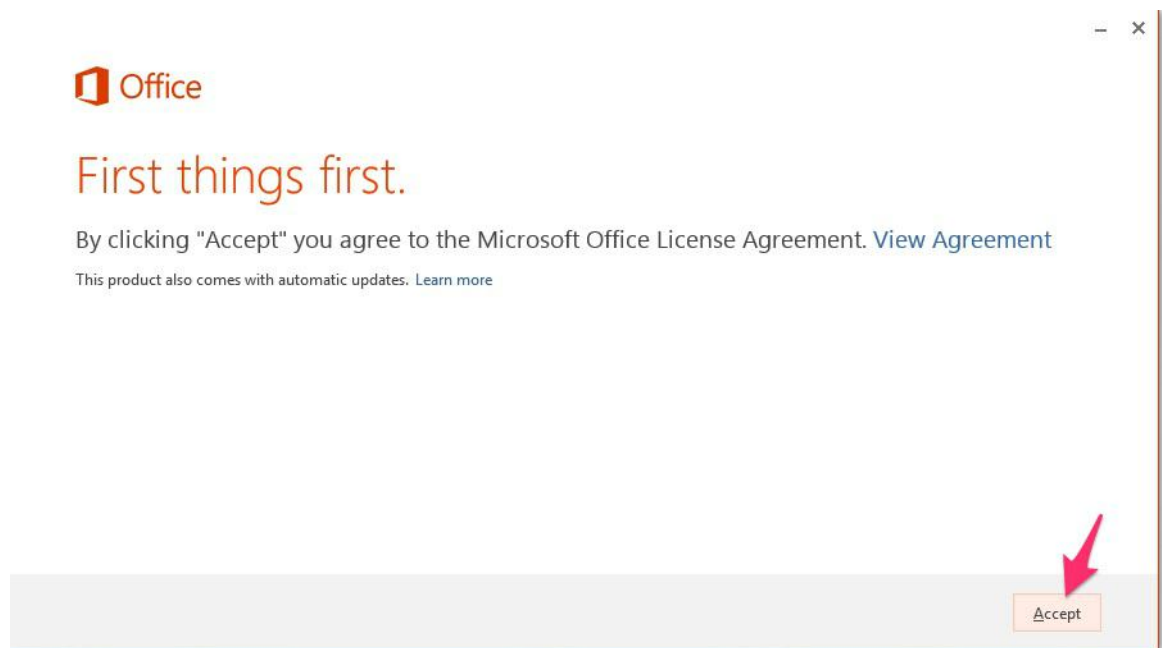 Office
First things first.
By clicking "Accept" you agree to the Microsoft Office License Agreement. View Agreement
This product also comes with automatic updates. Learn more
Accept